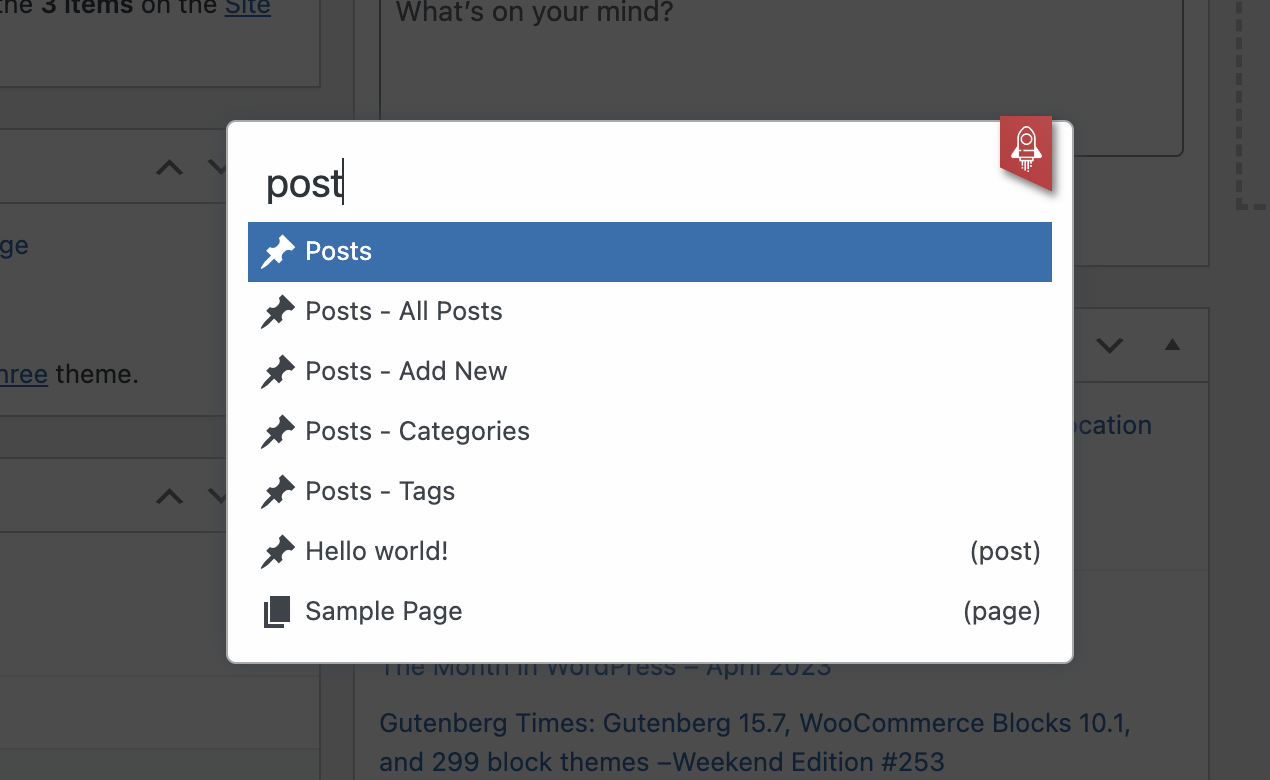 the 3 items on the Site
What's on your mind?
post
Posts
Posts - All Posts
Posts - Add New
Posts - Categories
Posts - Tags
Hello world! (post)
Sample Page (page)
ge
hree theme.
ocation
The Month in WordPress – April 2023
Gutenberg Times: Gutenberg 15.7, WooCommerce Blocks 10.1,
and 299 block themes –Weekend Edition #253